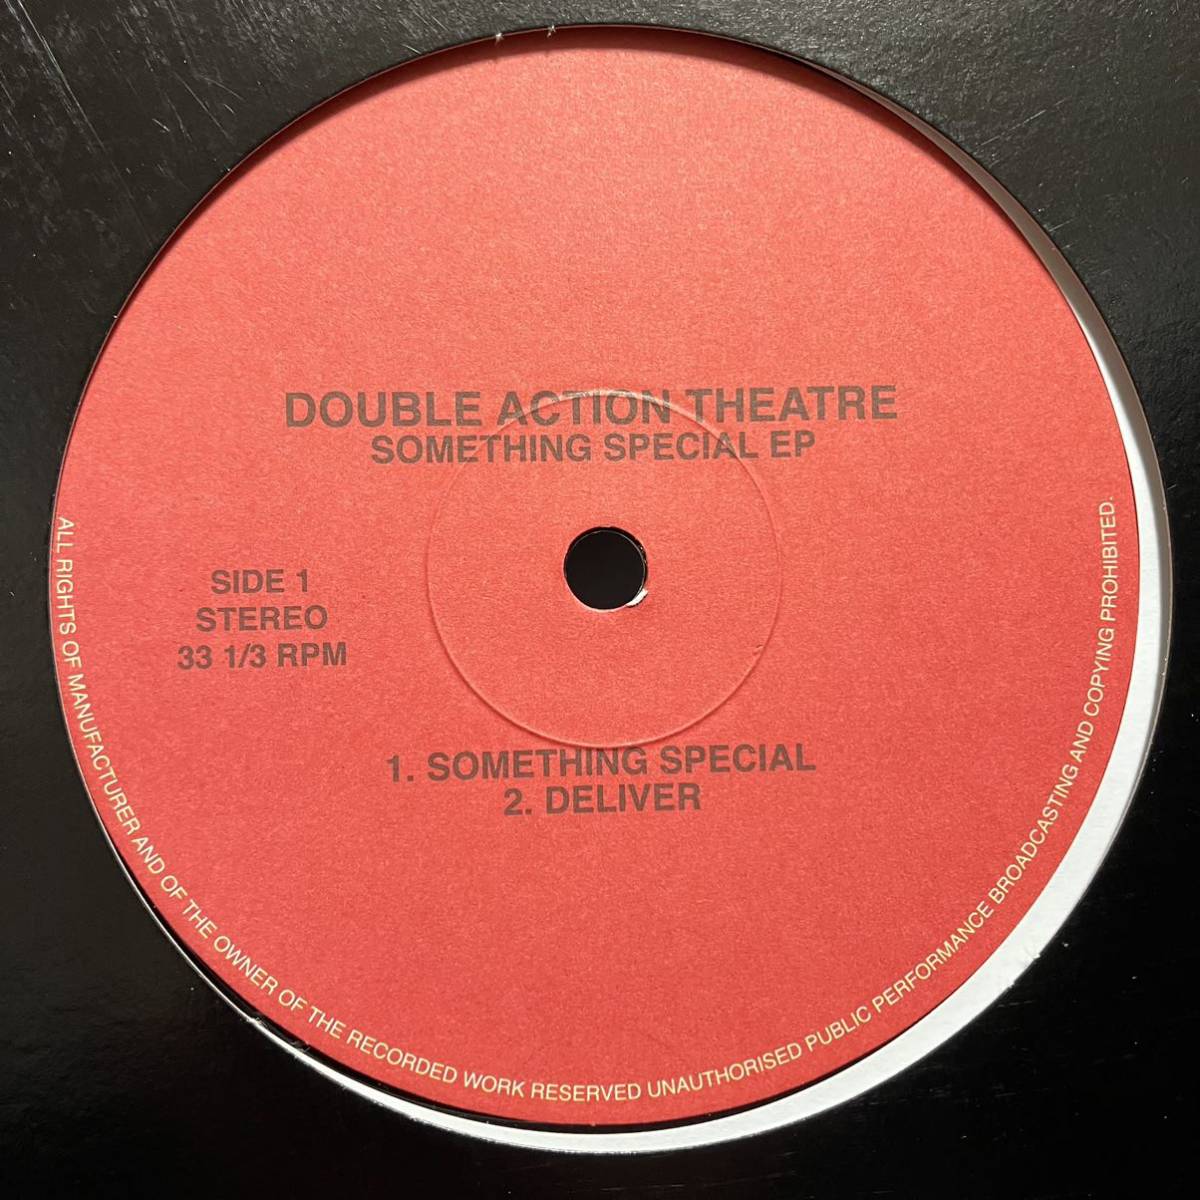 DOUBLE ACTION THEATRE
SOMETHING SPECIAL EP
SIDE 1
STEREO
33 1/3 RPM
1. SOMETHING SPECIAL
2. DELIVER
ALL RIGHTS OF MANUFACTURER AND OF THE OWNER OF THE RECORDED WORK RESERVED UNAUTHORISED PUBLIC PERFORMANCE BROADCASTING AND COPYING PROHIBITED.